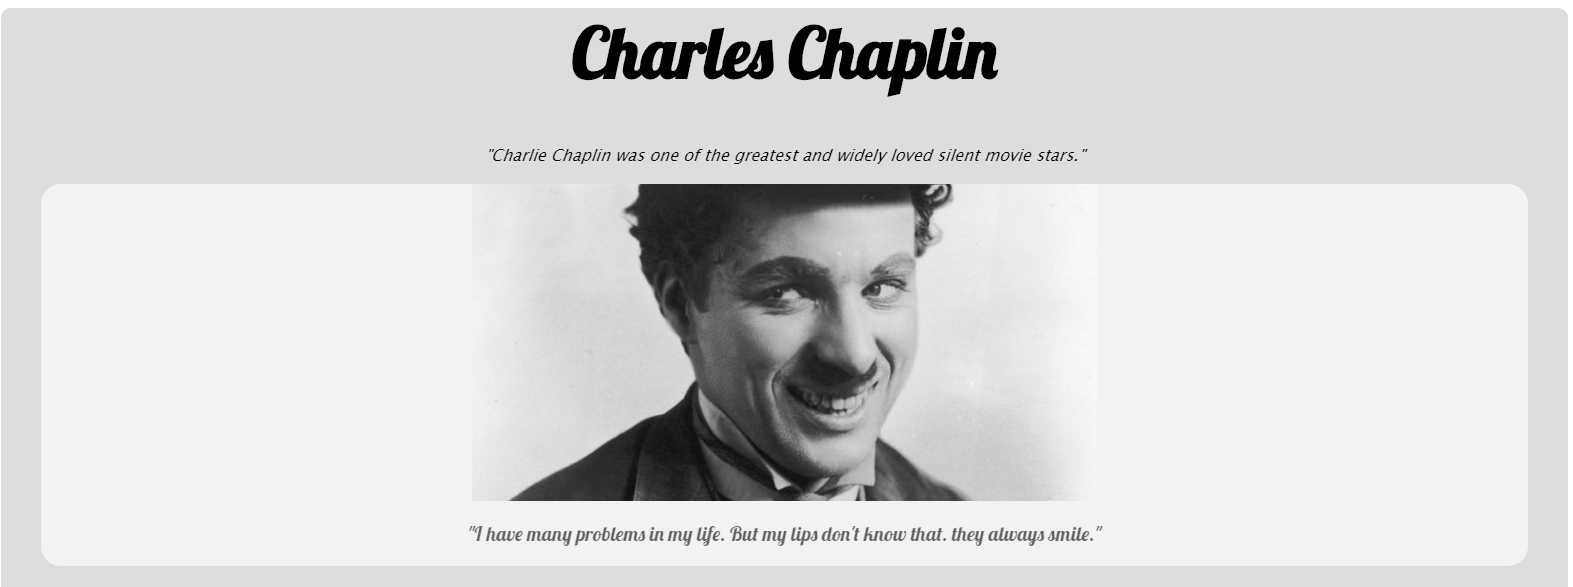 Charles Chaplin
"Charlie Chaplin was one of the greatest and widely loved silent movie stars."
"I have many problems in my life. But my lips don't know that. they always smile."